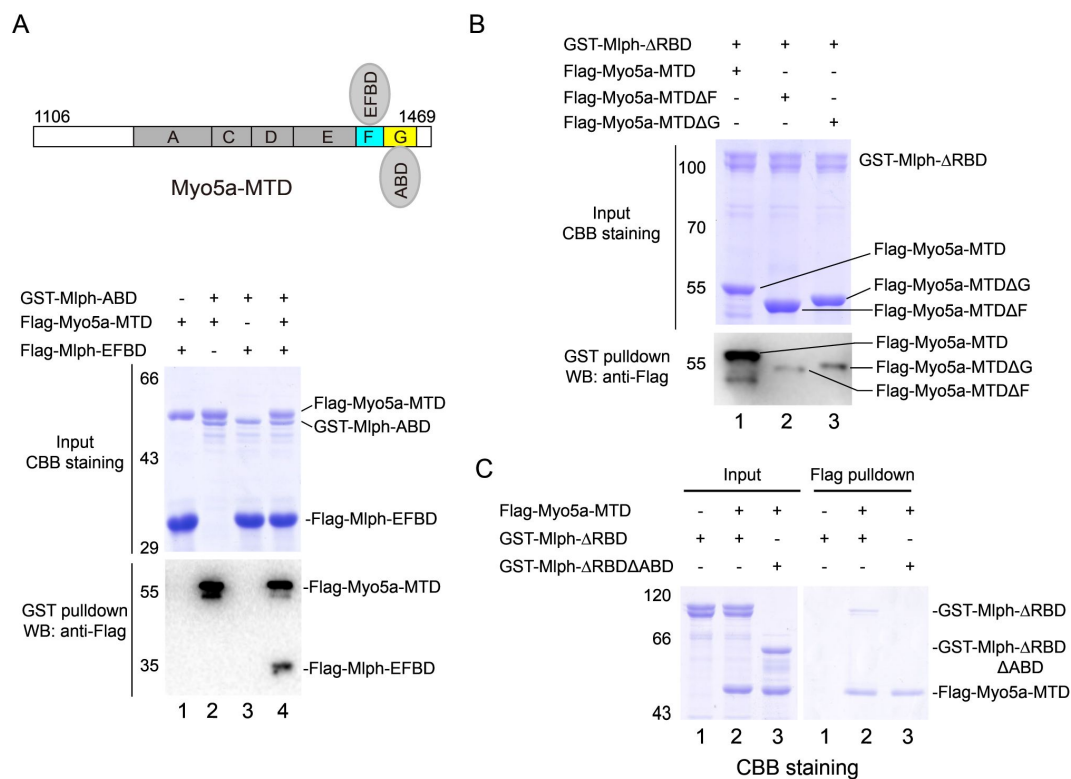 A
EFBD
1106
1469
A C D E F G
ABD
Myo5a-MTD
GST-Mlph-ABD - + + +
Flag-Myo5a-MTD + + - +
Flag-Mlph-EFBD + - + +
66
Flag-Myo5a-MTD
GST-Mlph-ABD
Input
CBB staining
43
-Flag-Mlph-EFBD
29
55
-Flag-Myo5a-MTD
GST pulldown
WB: anti-Flag
35
-Flag-Mlph-EFBD
1 2 3 4
B
GST-Mlph-ΔRBD + + +
Flag-Myo5a-MTD + - -
Flag-Myo5a-MTDΔF - + -
Flag-Myo5a-MTDΔG - - +
100
GST-Mlph-ΔRBD
Input
CBB staining
70
Flag-Myo5a-MTD
55
Flag-Myo5a-MTDΔG
Flag-Myo5a-MTDΔF
GST pulldown
WB: anti-Flag
55
Flag-Myo5a-MTD
Flag-Myo5a-MTDΔG
Flag-Myo5a-MTDΔF
1 2 3
C
Input Flag pulldown
Flag-Myo5a-MTD - + + - + +
GST-Mlph-ΔRBD + + - + + -
GST-Mlph-ΔRBDΔABD - - + - - +
120
-GST-Mlph-ΔRBD
66
-GST-Mlph-ΔRBD
ΔABD
-Flag-Myo5a-MTD
43
1 2 3 1 2 3
CBB staining